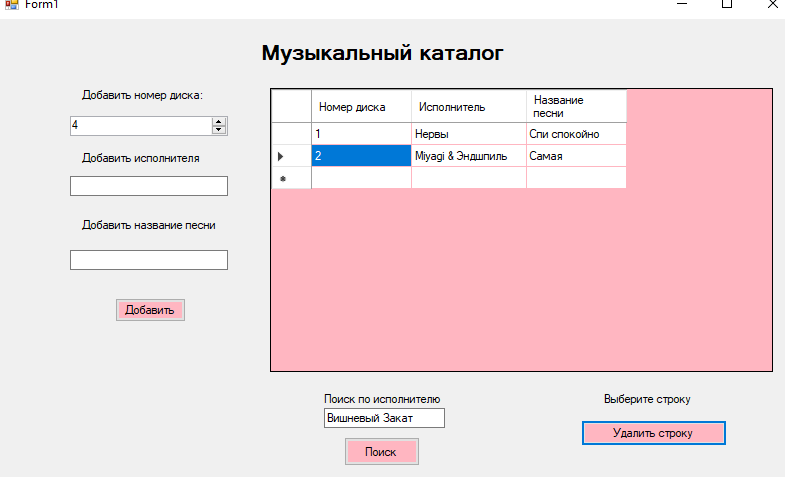 Form1
Музыкальный каталог
Добавить номер диска:
4
Добавить исполнителя
Добавить название песни
Добавить
Номер диска Исполнитель Название песни
1 Нервы Спи спокойно
2 Miyagi & Эндшпиль Самая
Поиск по исполнителю
Вишневый Закат
Поиск
Выберите строку
Удалить строку